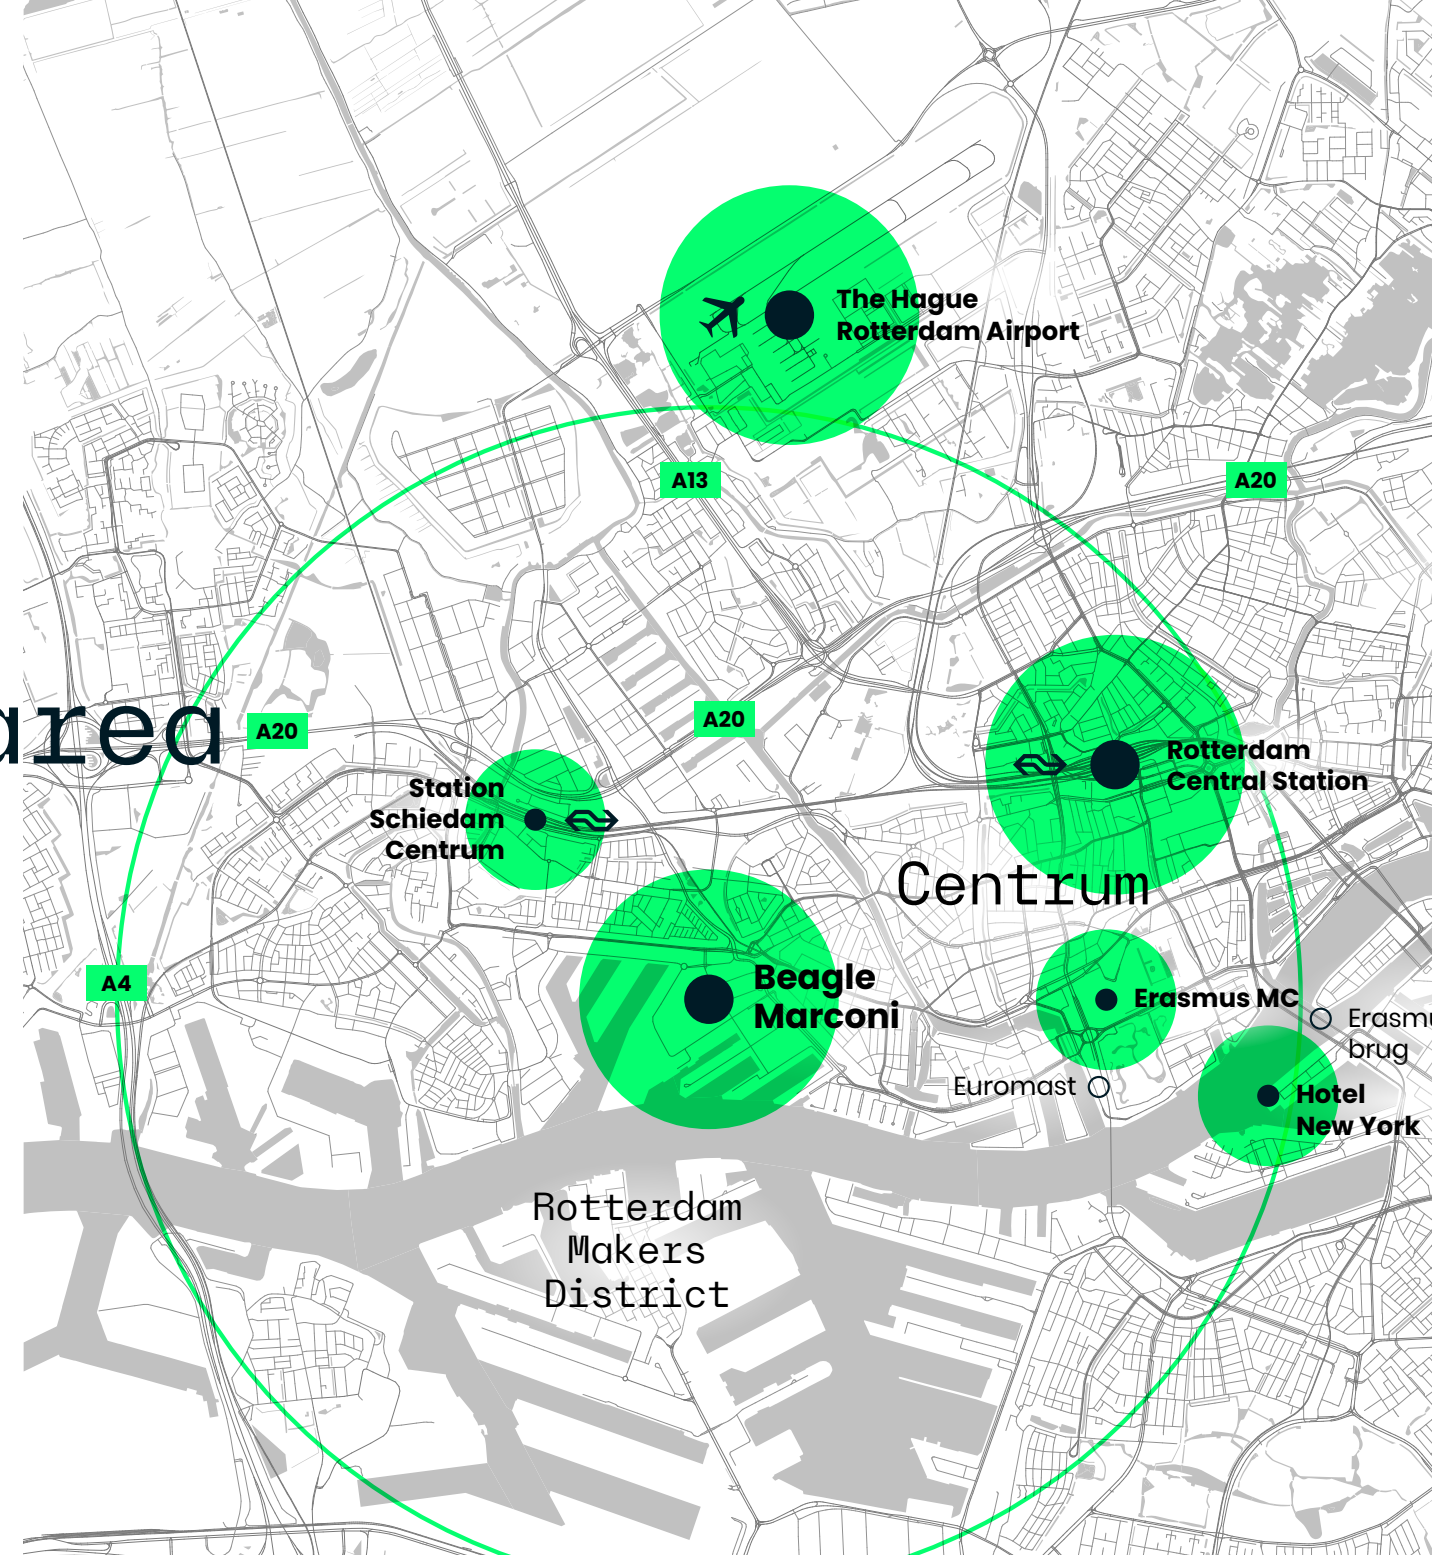 The Hague
Rotterdam Airport
A13
A20
area
A20
A20
Rotterdam
Central Station
Station
Schiedam
Centrum
Centrum
A4
Beagle
Marconi
Erasmus MC
Erasmu
brug
Euromast
Hotel
New York
Rotterdam
Makers
District